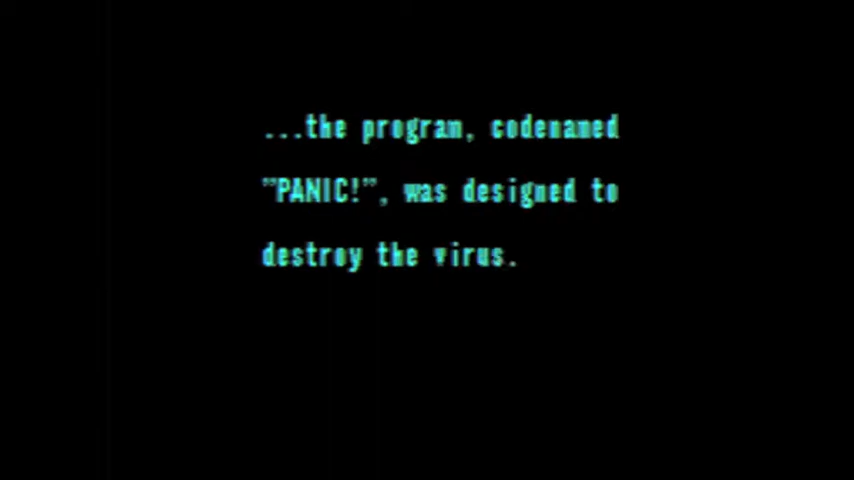 ...the program, codenamed
"PANIC!", was designed to
destroy the virus.